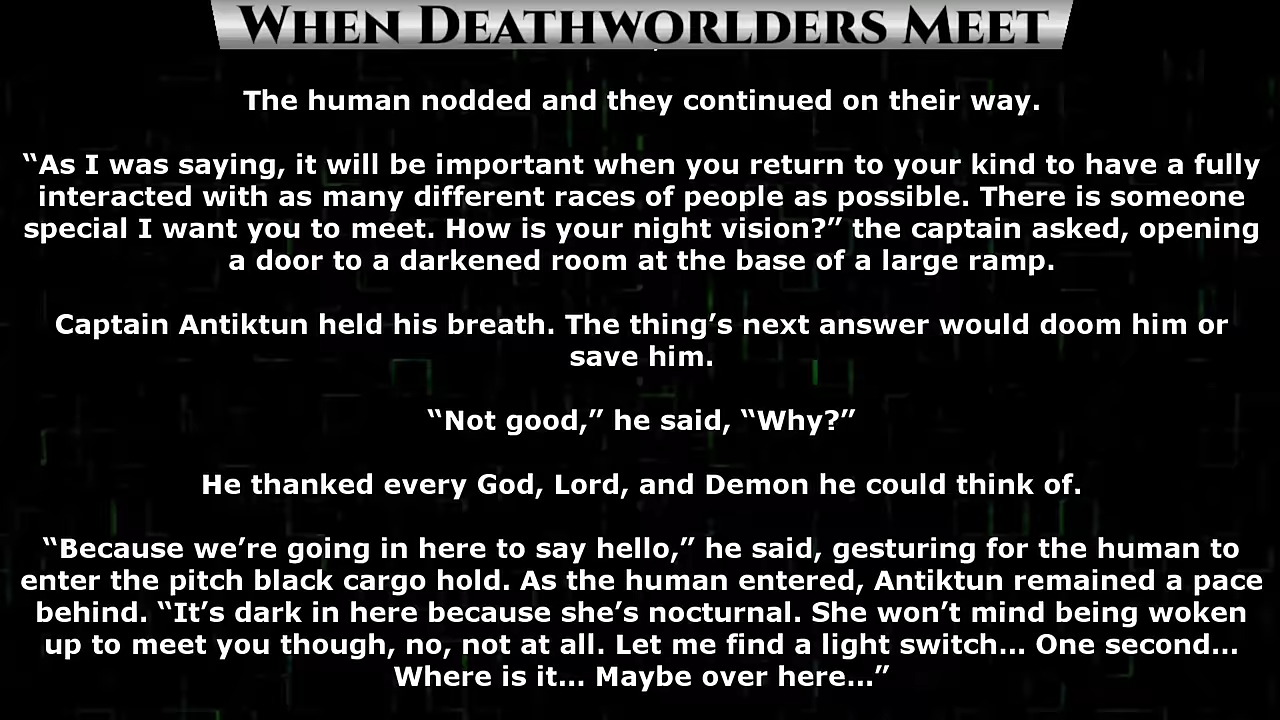 When Deathworlders Meet
The human nodded and they continued on their way.
“As I was saying, it will be important when you return to your kind to have a fully
interacted with as many different races of people as possible. There is someone
special I want you to meet. How is your night vision?” the captain asked, opening
a door to a darkened room at the base of a large ramp.
Captain Antiktun held his breath. The thing’s next answer would doom him or
save him.
“Not good,” he said, “Why?”
He thanked every God, Lord, and Demon he could think of.
“Because we’re going in here to say hello,” he said, gesturing for the human to
enter the pitch black cargo hold. As the human entered, Antiktun remained a pace
behind. “It’s dark in here because she’s nocturnal. She won’t mind being woken
up to meet you though, no, not at all. Let me find a light switch... One second...
Where is it... Maybe over here...”